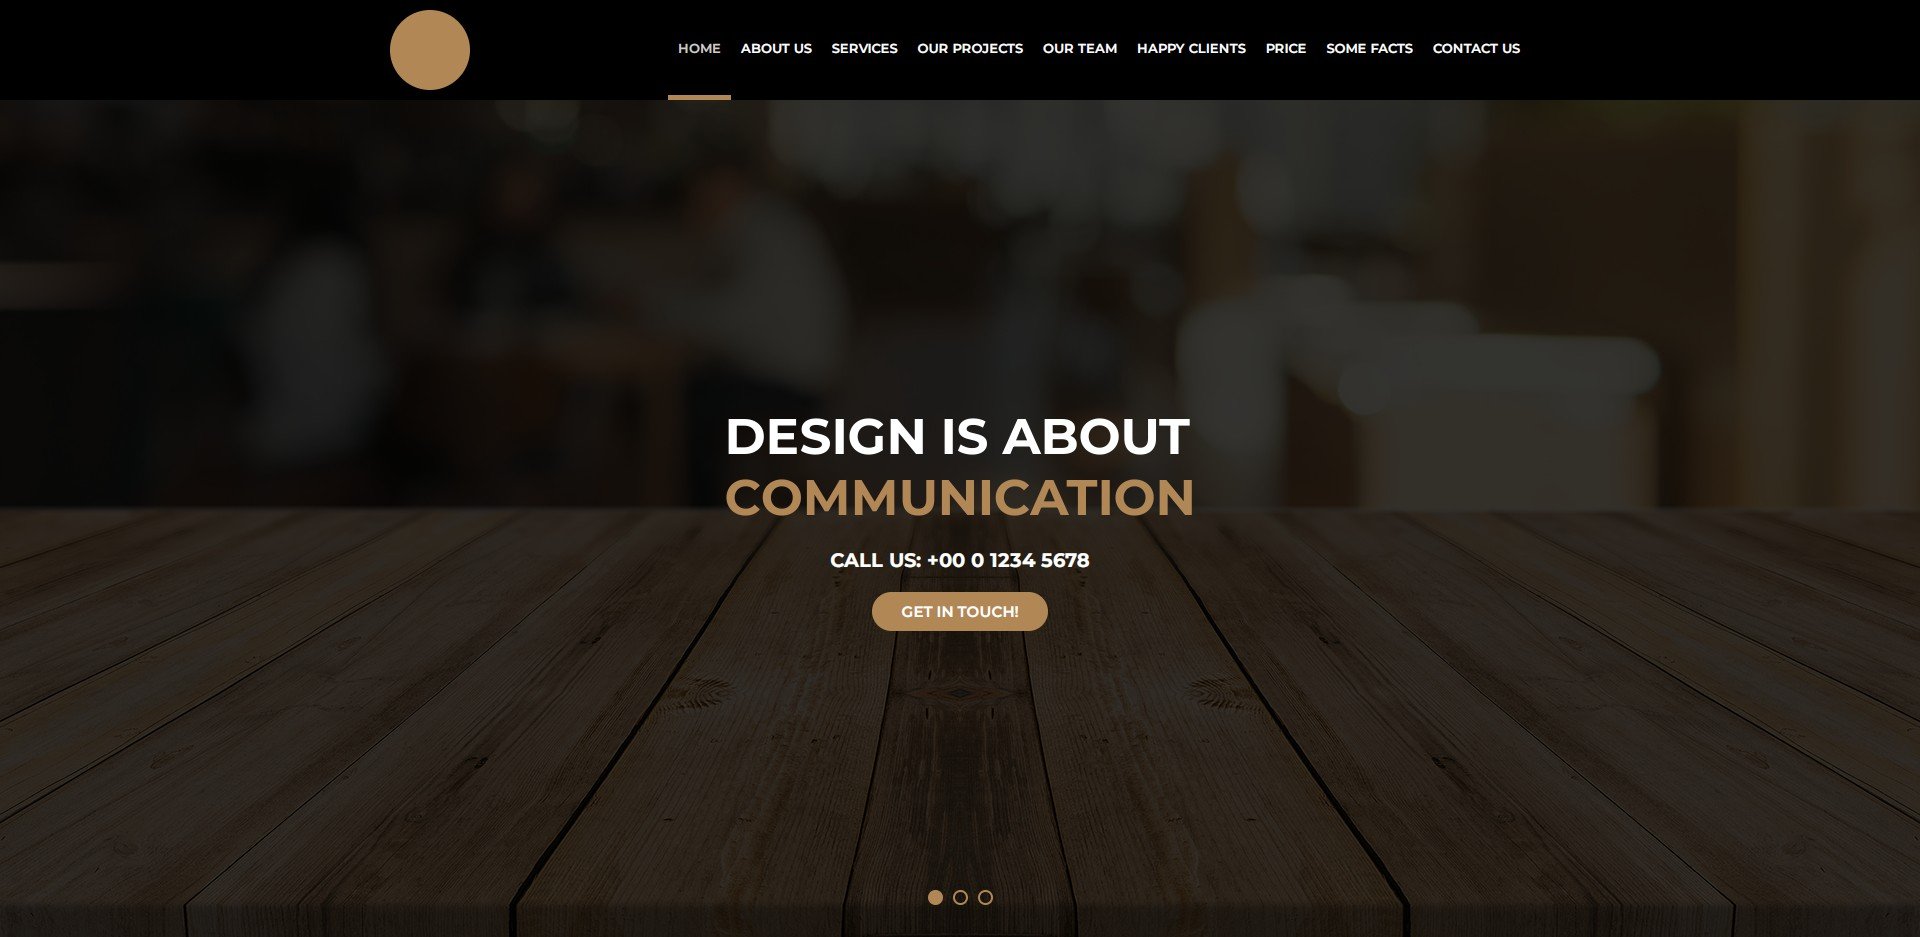 HOME ABOUT US SERVICES OUR PROJECTS OUR TEAM HAPPY CLIENTS PRICE SOME FACTS CONTACT US
DESIGN IS ABOUT
COMMUNICATION
CALL US: +00 0 1234 5678
GET IN TOUCH!